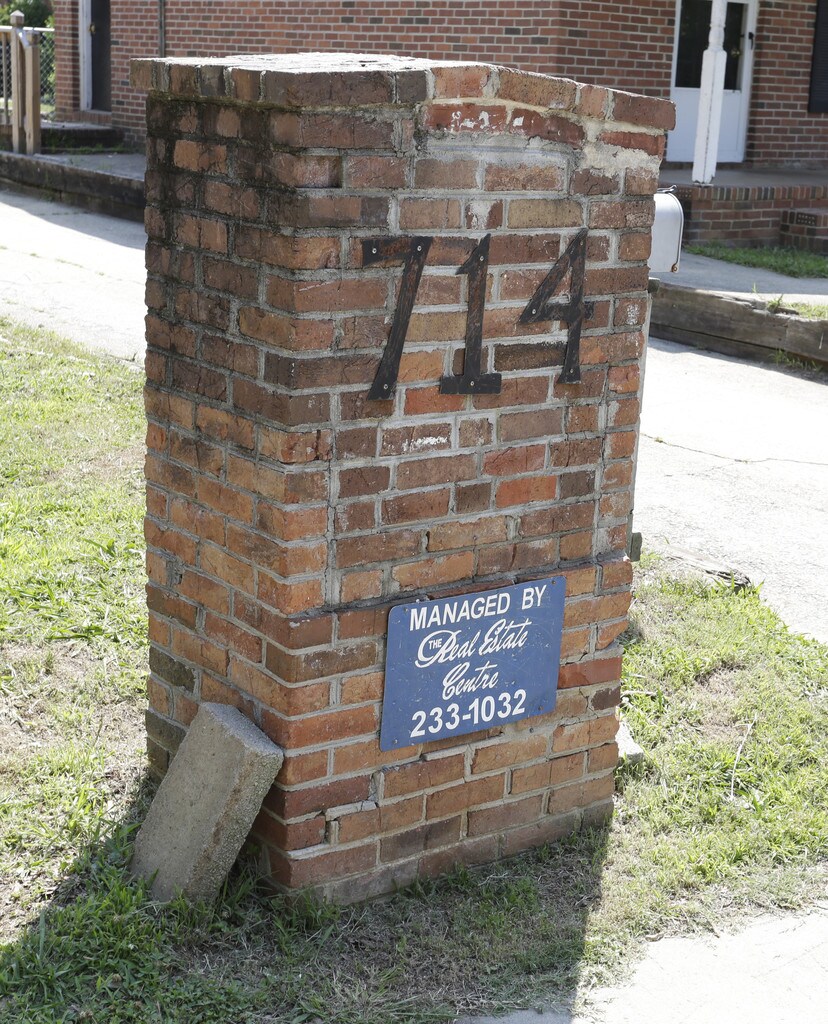 714
MANAGED BY
THE Real Estate
Centre
233-1032